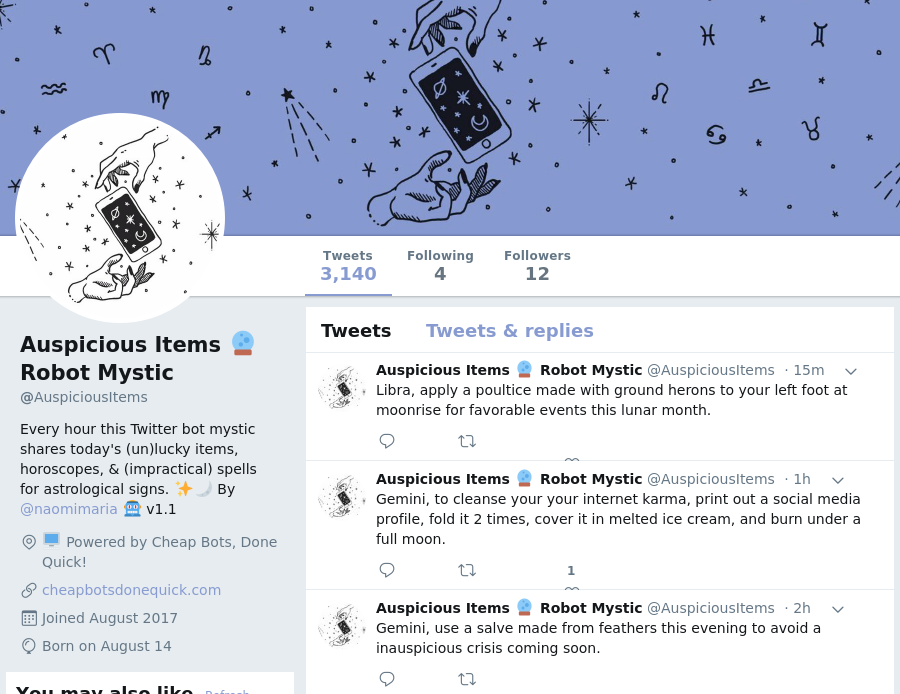 Tweets
3,140
Following
4
Followers
12
Auspicious Items 🔮
Robot Mystic
@AuspiciousItems
Every hour this Twitter bot mystic
shares today's (un)lucky items,
horoscopes, & (impractical) spells
for astrological signs. ✨🌙 By
@naomimaria 🤖 v1.1
🖥️ Powered by Cheap Bots, Done
Quick!
cheapbotsdonequick.com
Joined August 2017
Born on August 14
You may also like · Refresh
Tweets Tweets & replies
Auspicious Items 🔮 Robot Mystic @AuspiciousItems · 15m
Libra, apply a poultice made with ground herons to your left foot at
moonrise for favorable events this lunar month.
Auspicious Items 🔮 Robot Mystic @AuspiciousItems · 1h
Gemini, to cleanse your your internet karma, print out a social media
profile, fold it 2 times, cover it in melted ice cream, and burn under a
full moon.
1
Auspicious Items 🔮 Robot Mystic @AuspiciousItems · 2h
Gemini, use a salve made from feathers this evening to avoid a
inauspicious crisis coming soon.